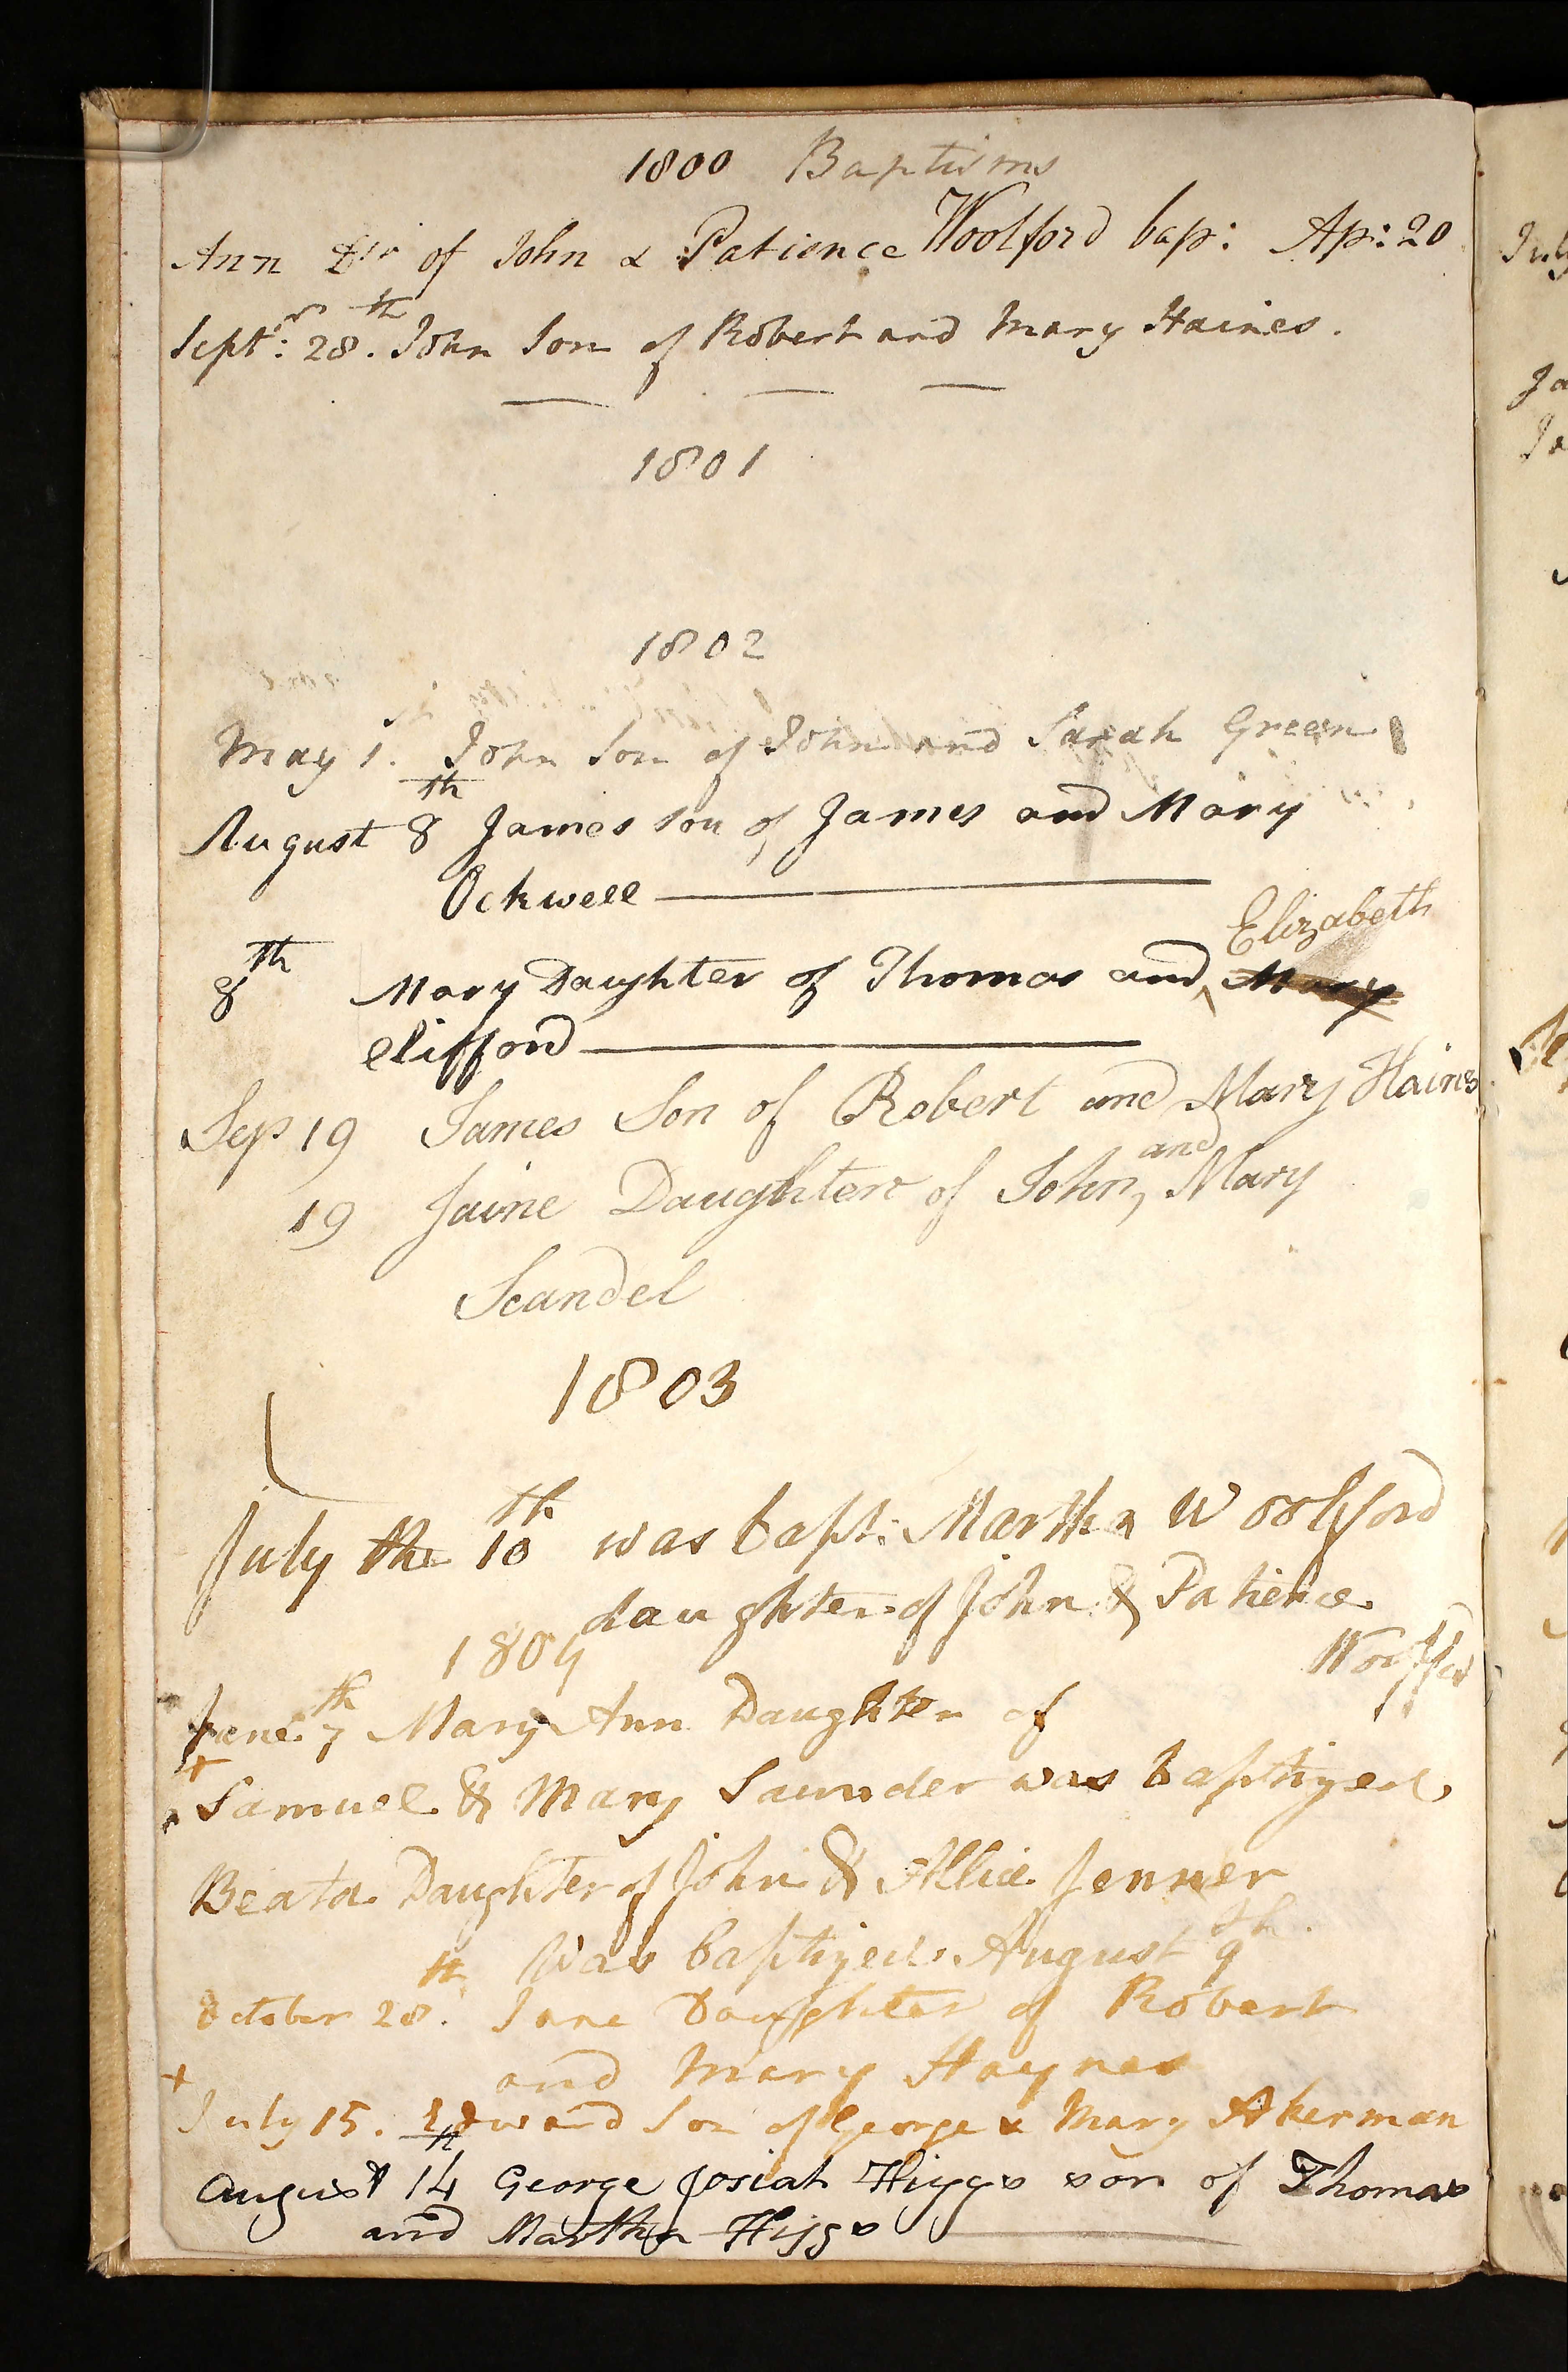 1800 Baptisms
Ann Dtr of John & Patience Woolford bap: Ap: 20
Septr: 28th. John Son of Robert and Mary Haines.
1801
1802
May 1st. John Son of John and Sarah Green
August 8th James son of James and Mary
Ockwell
8th Mary Daughter of Thomas and Elizabeth Mary
Clifford
Sep 19 James Son of Robert and Mary Haines
19 Jaine Daughter of John and Mary
Scandel
1803
July the 10th was bapt: Martha Woolford
daughter of John & Patience
Woolford
1804
June 7th Mary Ann Daughter of
Samuel & Mary Saunder was baptized
Beata Daughter of John & Allice Jenner
Was baptized August 9th.
October 28th. Jane Daughter of Robert
and Mary Haynes
July 15. Edward Son of George & Mary Akerman
August 14th George Josiah Higgs son of Thomas
and Martha Higgs